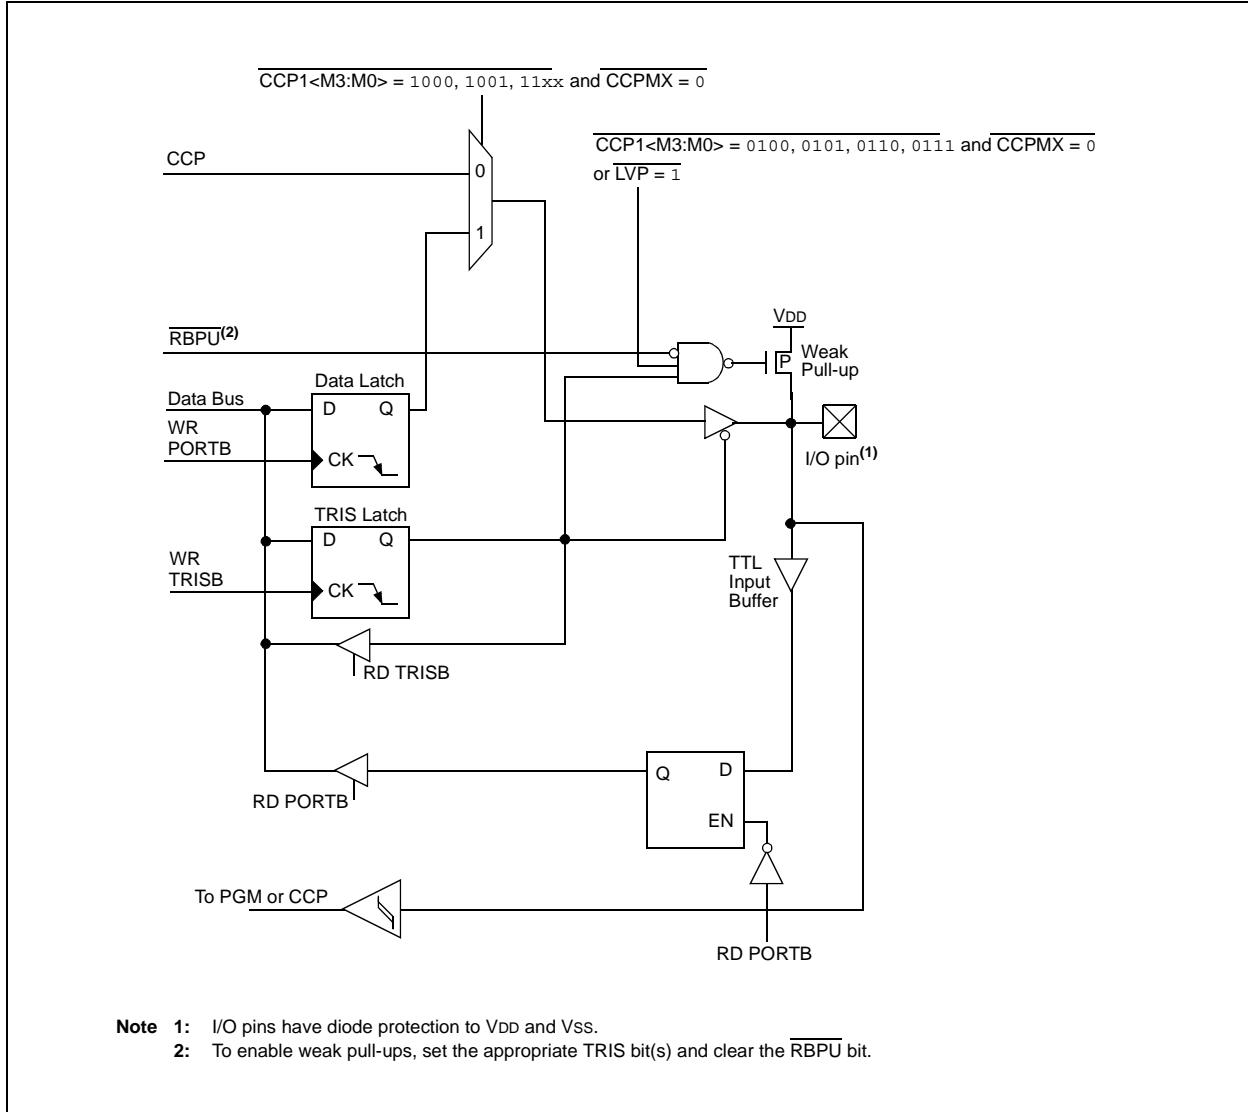 CCP1<M3:M0> = 1000, 1001, 11xx and CCPMX = 0
CCP1<M3:M0> = 0100, 0101, 0110, 0111 and CCPMX = 0
or LVP = 1
CCP
0
1
RBPU(2)
VDD
P
Weak
Pull-up
Data Latch
Data Bus
D Q
WR
PORTB
CK
I/O pin(1)
TRIS Latch
D Q
WR
TRISB
CK
TTL
Input
Buffer
RD TRISB
Q D
EN
RD PORTB
To PGM or CCP
RD PORTB
Note 1: I/O pins have diode protection to VDD and VSS.
2: To enable weak pull-ups, set the appropriate TRIS bit(s) and clear the RBPU bit.